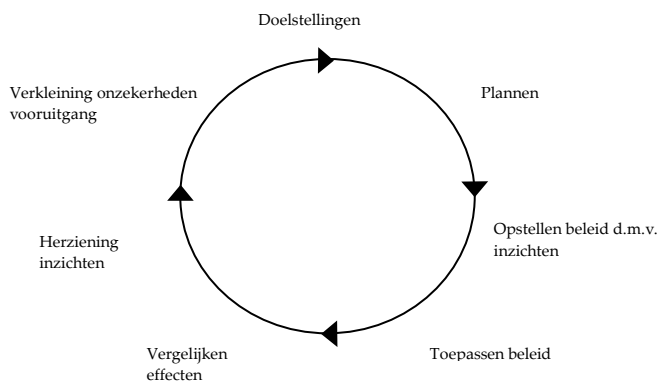 Doelstellingen
Plannen
Opstellen beleid d.m.v.
inzichten
Toepassen beleid
Vergelijken
effecten
Herziening
inzichten
Verkleining onzekerheden
vooruitgang